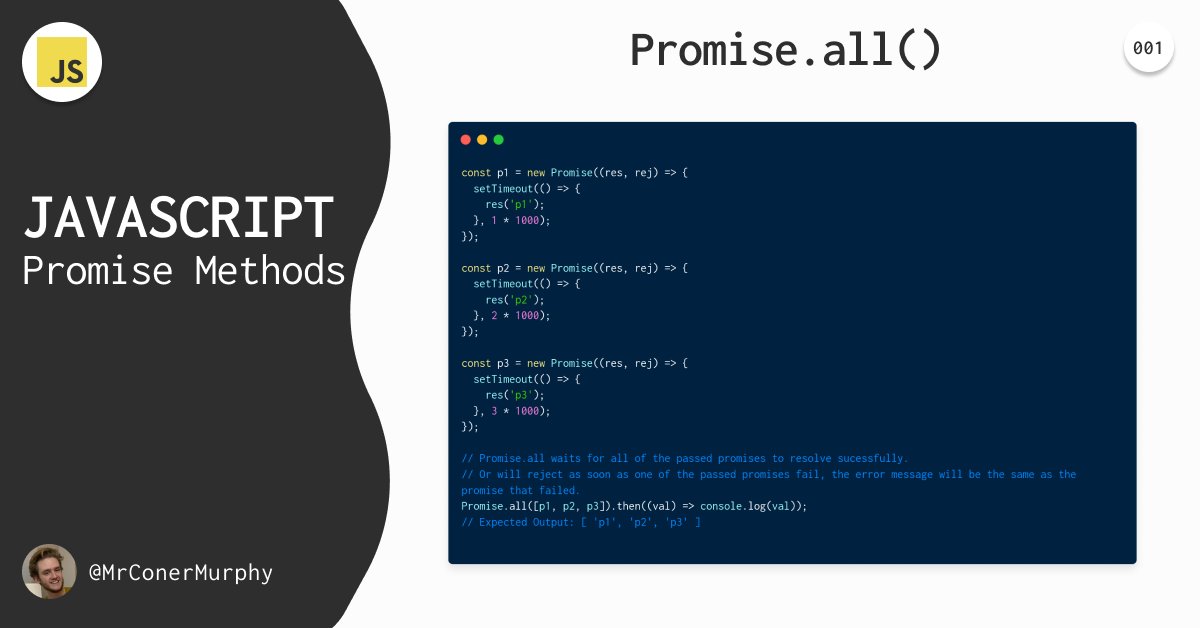 JS
JAVASCRIPT
Promise Methods
@MrConerMurphy
Promise.all()
001
const p1 = new Promise((res, rej) => {
  setTimeout(() => {
    res('p1');
  }, 1 * 1000);
});

const p2 = new Promise((res, rej) => {
  setTimeout(() => {
    res('p2');
  }, 2 * 1000);
});

const p3 = new Promise((res, rej) => {
  setTimeout(() => {
    res('p3');
  }, 3 * 1000);
});

// Promise.all waits for all of the passed promises to resolve sucessfully.
// Or will reject as soon as one of the passed promises fail, the error message will be the same as the
promise that failed.
Promise.all([p1, p2, p3]).then((val) => console.log(val));
// Expected Output: [ 'p1', 'p2', 'p3' ]